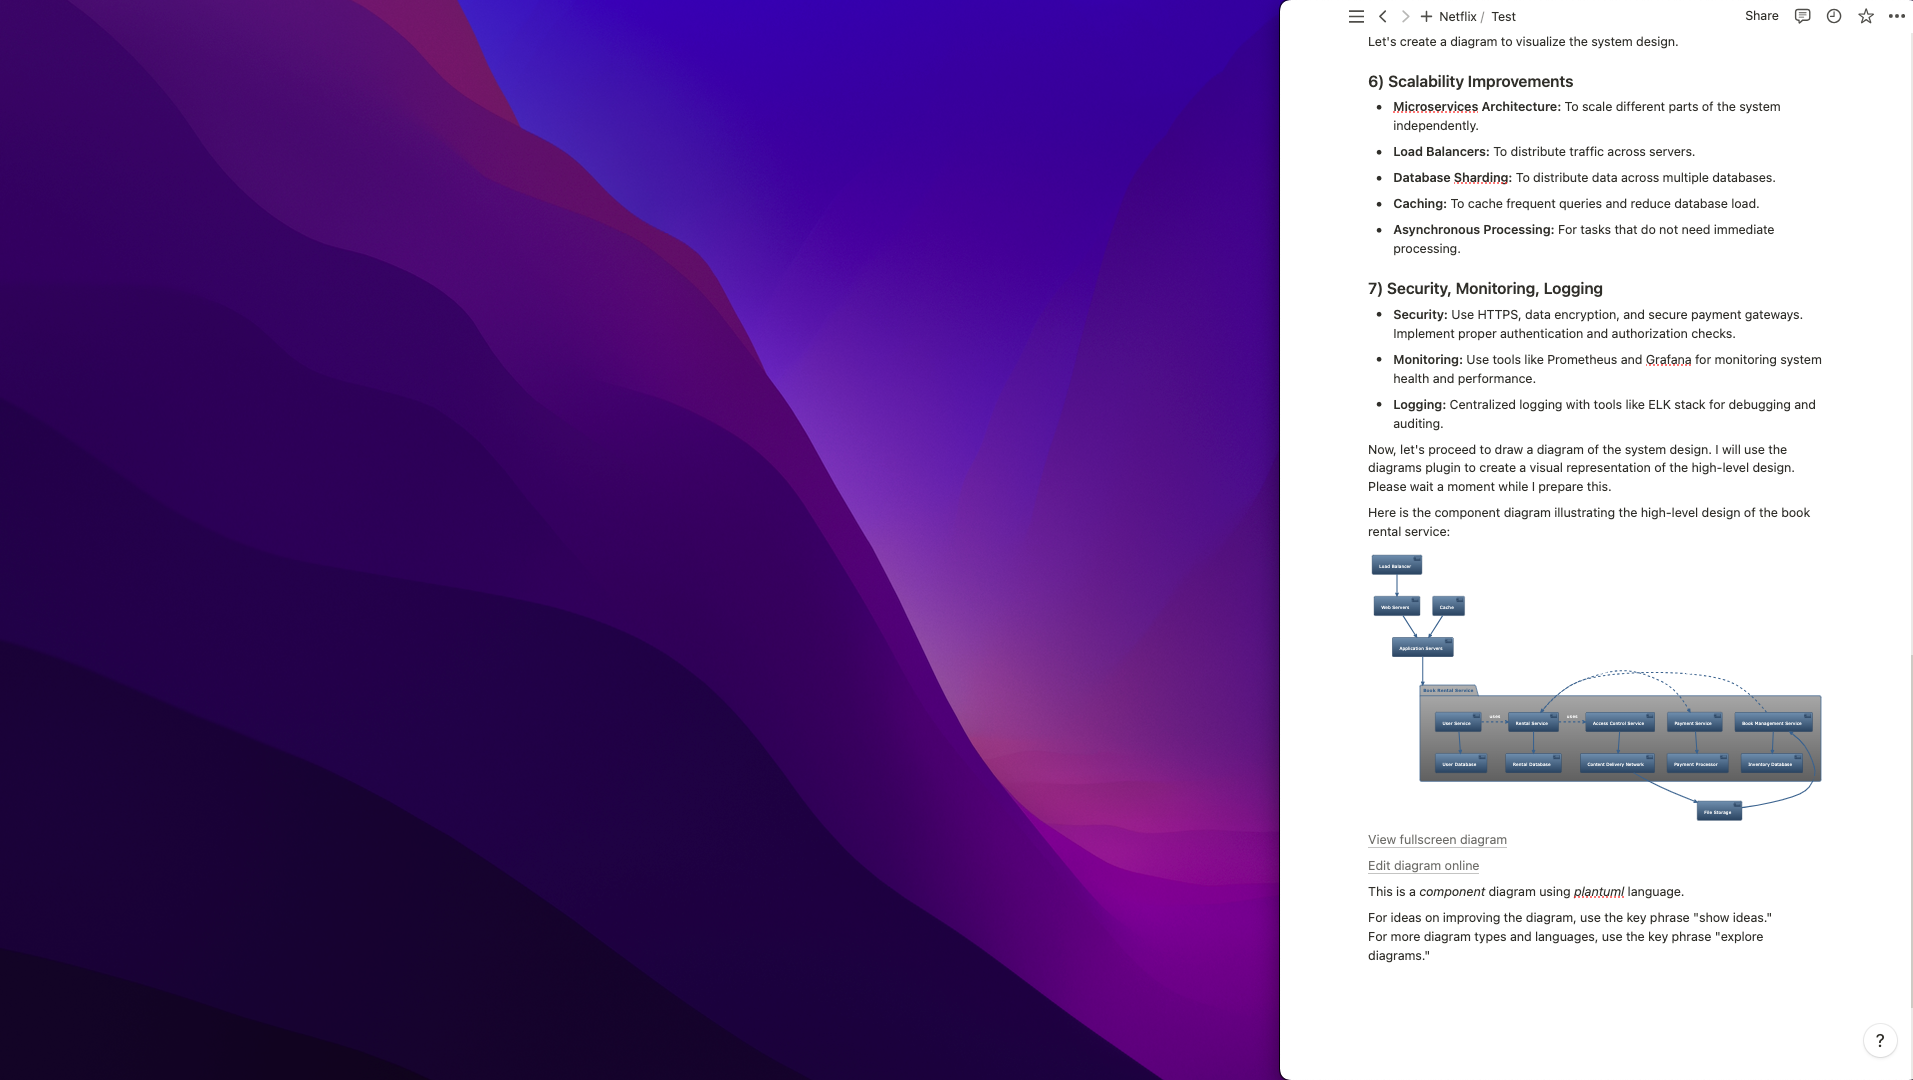 Netflix / Test
Share
Let's create a diagram to visualize the system design.
6) Scalability Improvements
• Microservices Architecture: To scale different parts of the system
independently.
• Load Balancers: To distribute traffic across servers.
• Database Sharding: To distribute data across multiple databases.
• Caching: To cache frequent queries and reduce database load.
• Asynchronous Processing: For tasks that do not need immediate
processing.
7) Security, Monitoring, Logging
• Security: Use HTTPS, data encryption, and secure payment gateways.
Implement proper authentication and authorization checks.
• Monitoring: Use tools like Prometheus and Grafana for monitoring system
health and performance.
• Logging: Centralized logging with tools like ELK stack for debugging and
auditing.
Now, let's proceed to draw a diagram of the system design. I will use the
diagrams plugin to create a visual representation of the high-level design.
Please wait a moment while I prepare this.
Here is the component diagram illustrating the high-level design of the book
rental service:
Load Balancer
Web Servers
Cache
Application Servers
Book Rental Service
User Service
uses
Rental Service
uses
Access Control Service
Payment Service
Book Management Service
User Database
Rental Database
Content Delivery Network
Payment Processor
Inventory Database
File Storage
View fullscreen diagram
Edit diagram online
This is a component diagram using plantuml language.
For ideas on improving the diagram, use the key phrase "show ideas."
For more diagram types and languages, use the key phrase "explore
diagrams."
?